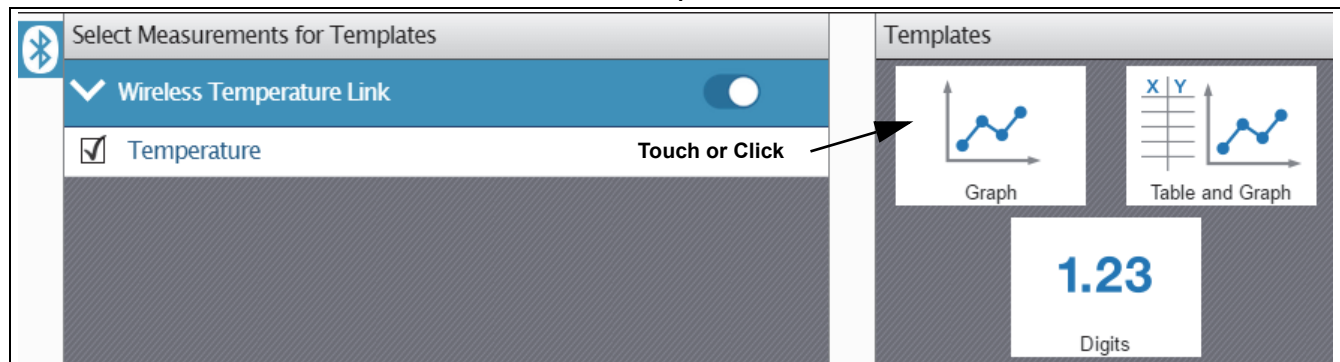 Select Measurements for Templates
Wireless Temperature Link
Temperature
Touch or Click
Templates
X Y
Graph
Table and Graph
1.23
Digits